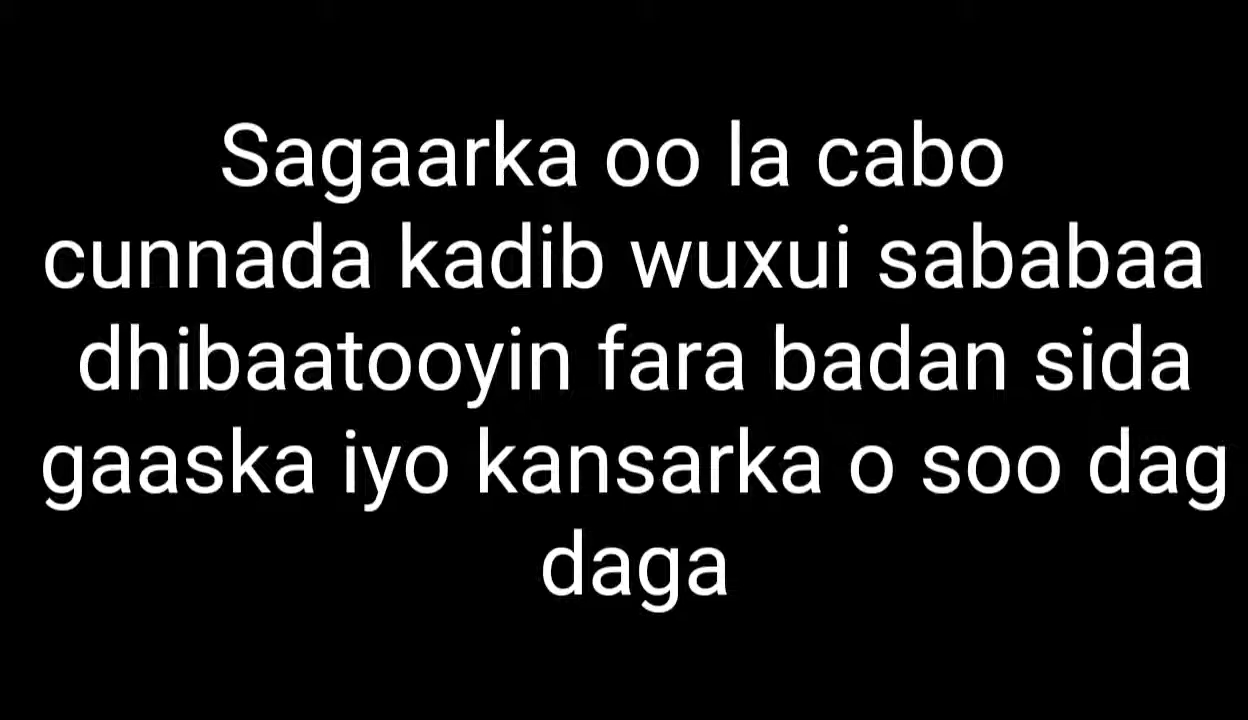 Sagaarka oo la cabo
cunnada kadib wuxui sababaa
dhibaatooyin fara badan sida
gaaska iyo kansarka o soo dag
daga